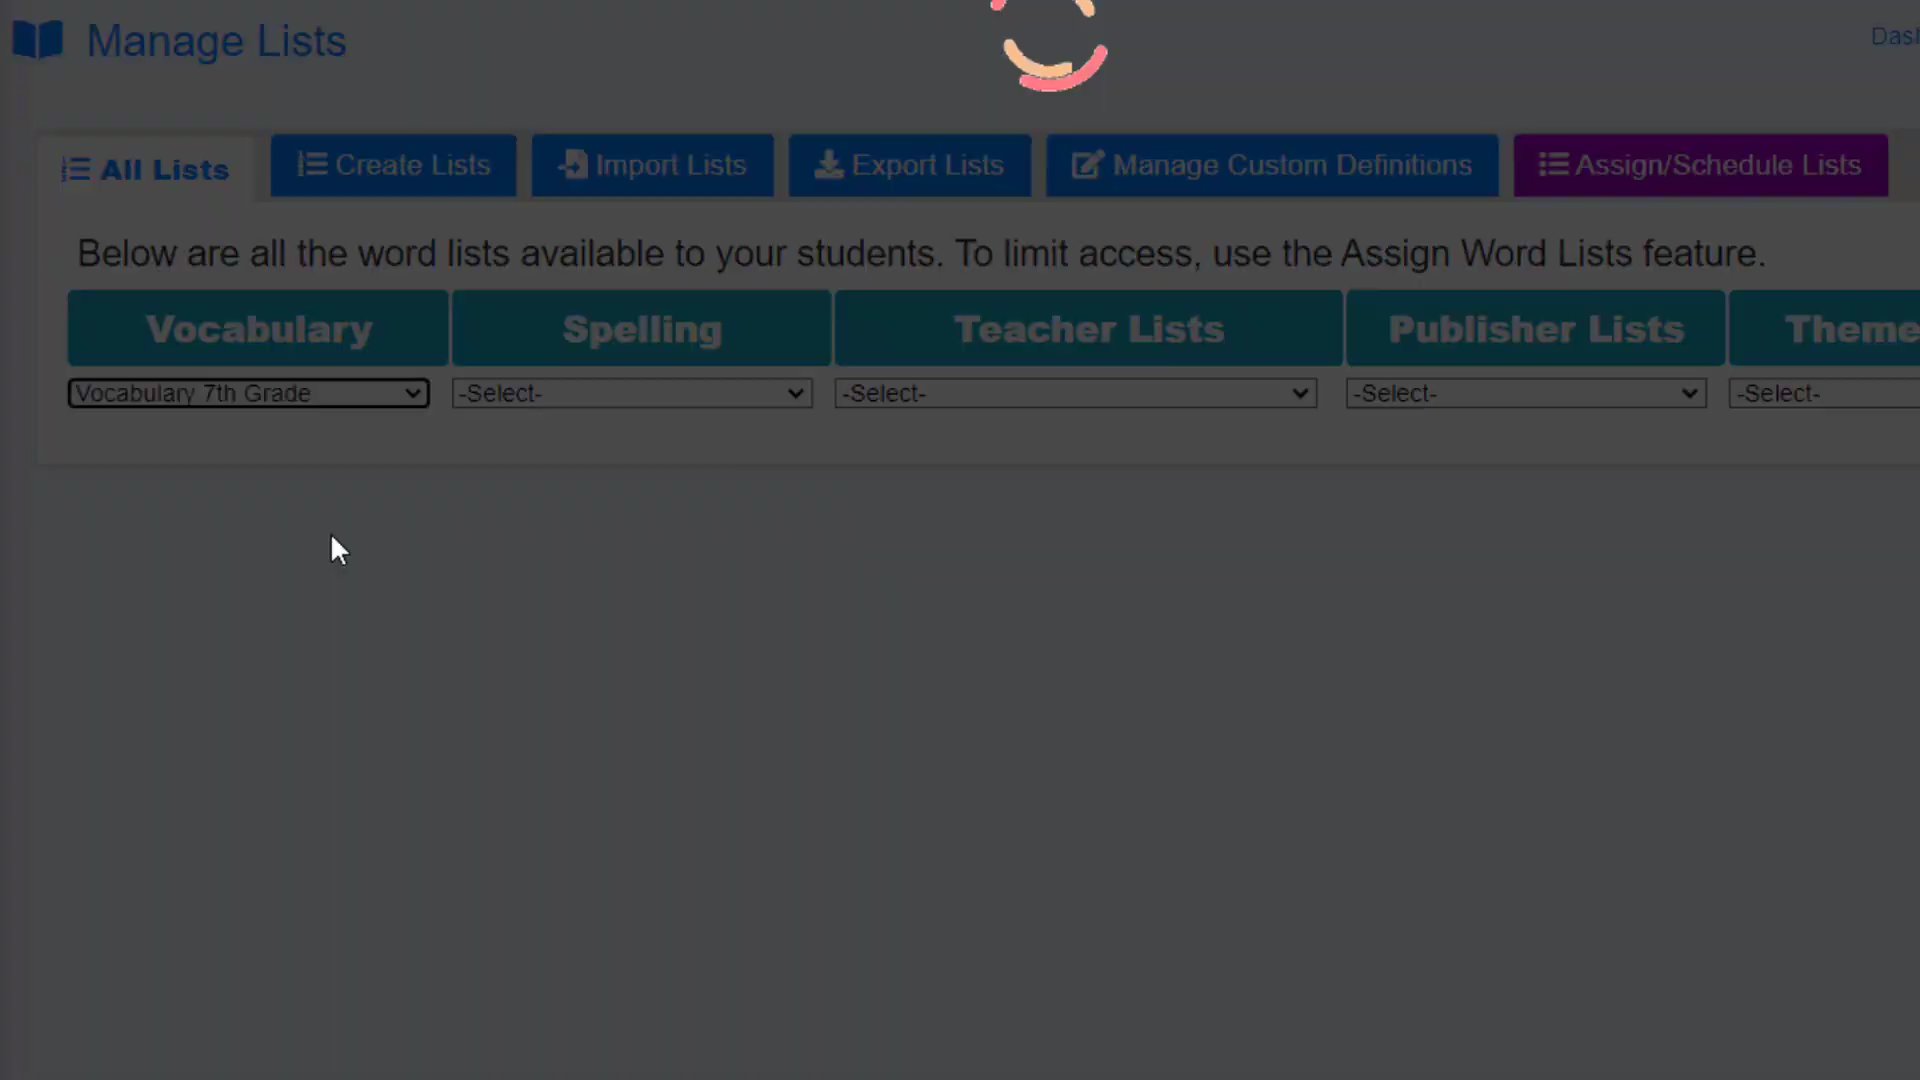 Manage Lists
All Lists
Create Lists
Import Lists
Export Lists
Manage Custom Definitions
Assign/Schedule Lists
Below are all the word lists available to your students. To limit access, use the Assign Word Lists feature.
Vocabulary
Spelling
Teacher Lists
Publisher Lists
Theme
Vocabulary 7th Grade
-Select-
-Select-
-Select-
-Select-